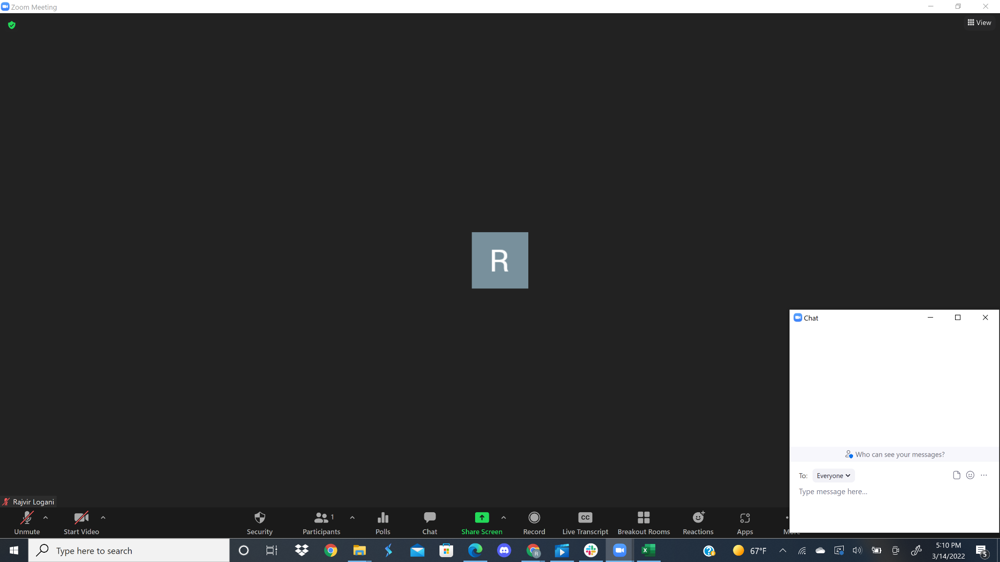 Zoom Meeting
View
R
Chat
Who can see your messages?
To: Everyone
Type message here...
Rajvir Logani
1
CC
Unmute Start Video Security Participants Polls Chat Share Screen Record Live Transcript Breakout Rooms Reactions Apps
Type here to search
R
X
67°F
5:10 PM
3/14/2022
5